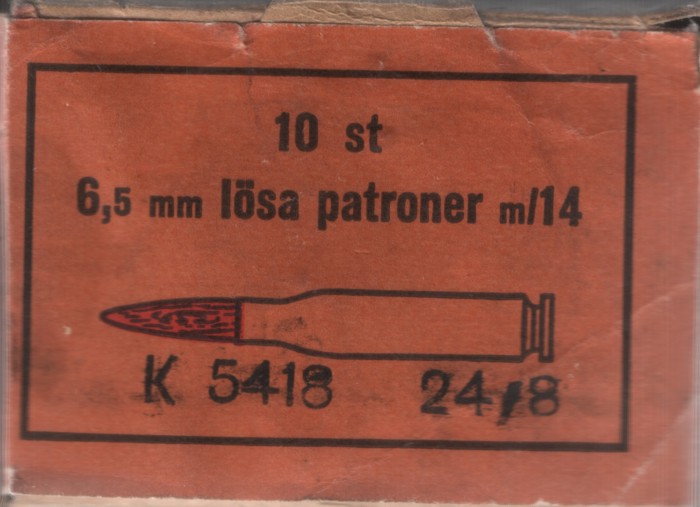 10 st
6,5 mm lösa patroner m/14
K 5418 24,8